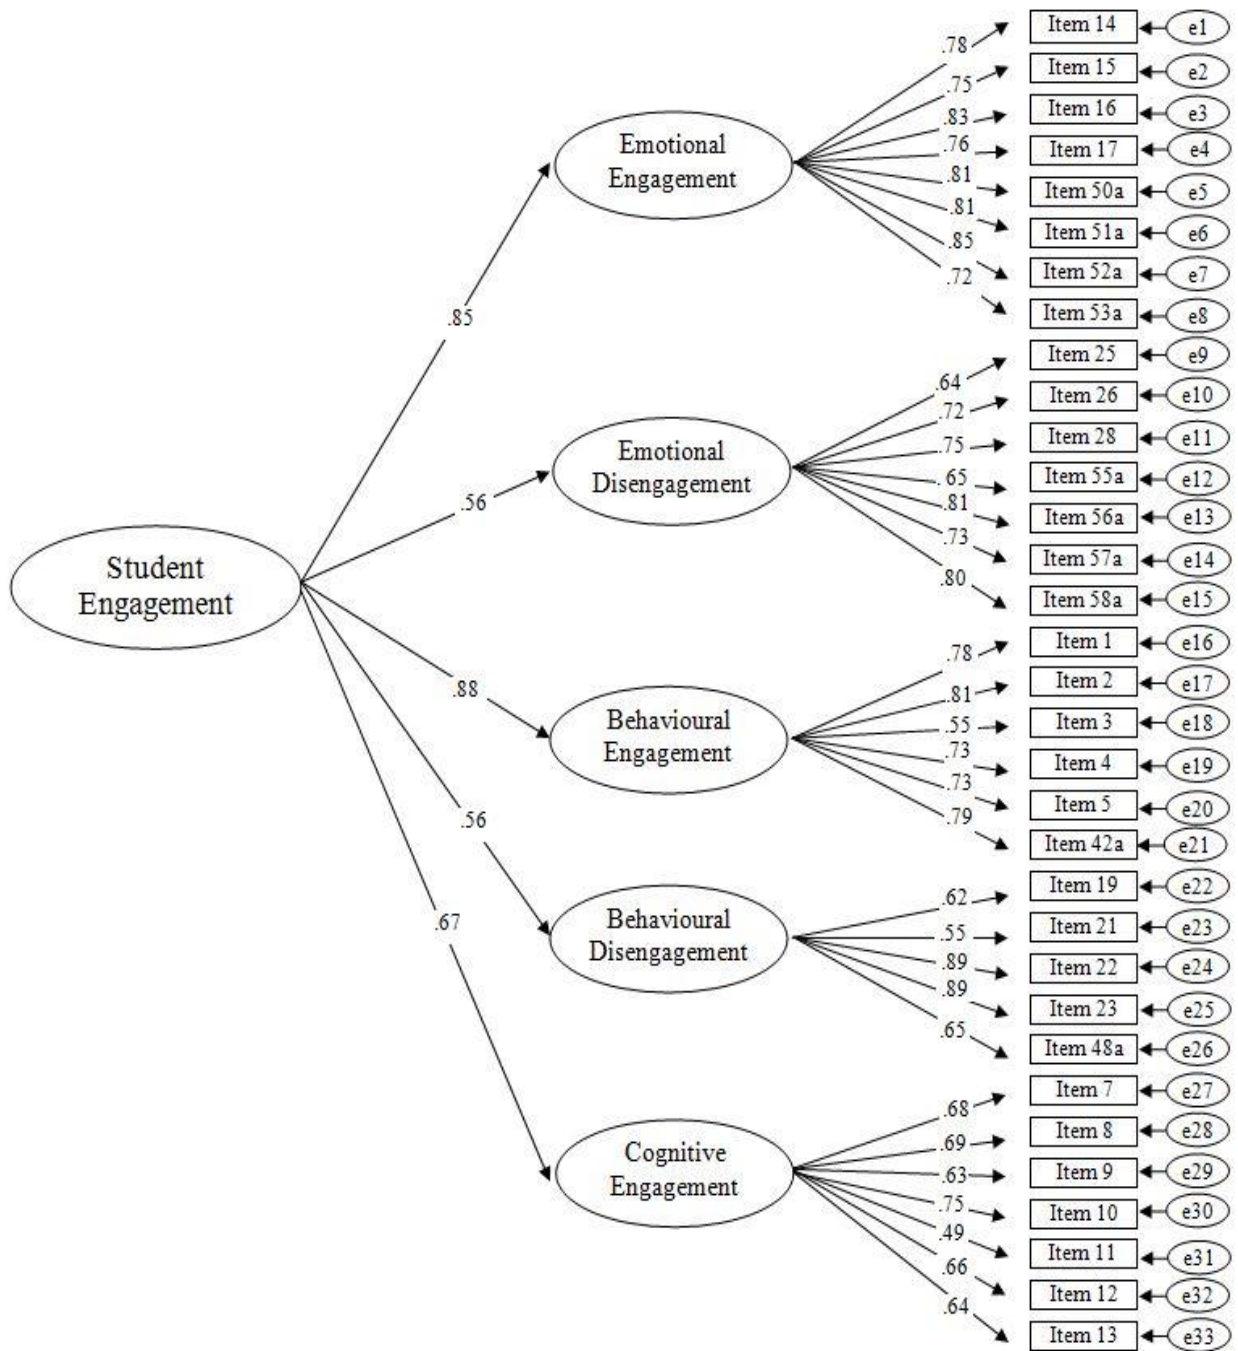 Item 14
e1
.78
Item 15
e2
.75
Item 16
e3
.83
Emotional
Engagement
.76
Item 17
e4
.81
Item 50a
e5
.81
Item 51a
e6
.85
Item 52a
e7
.72
Item 53a
e8
.85
Item 25
e9
.64
Item 26
e10
.72
Emotional
Disengagement
.75
Item 28
e11
.65
Item 55a
e12
.81
Item 56a
e13
.56
.73
Item 57a
e14
.80
Item 58a
e15
Student
Engagement
Item 1
e16
.78
Item 2
e17
.88
.81
Behavioural
Engagement
.55
Item 3
e18
.73
Item 4
e19
.73
Item 5
e20
.56
.79
Item 42a
e21
.62
Item 19
e22
.67
Behavioural
Disengagement
.55
Item 21
e23
.89
Item 22
e24
.89
Item 23
e25
.65
Item 48a
e26
Item 7
e27
.68
Item 8
e28
.69
Cognitive
Engagement
.63
Item 9
e29
.75
Item 10
e30
.49
Item 11
e31
.66
Item 12
e32
.64
Item 13
e33